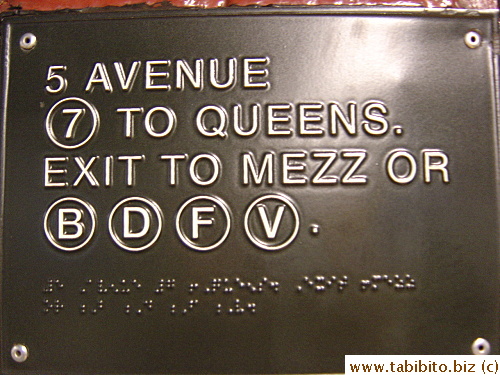 5 AVENUE
7 TO QUEENS.
EXIT TO MEZZ OR
B D F V.
www.tabibito.biz (c)